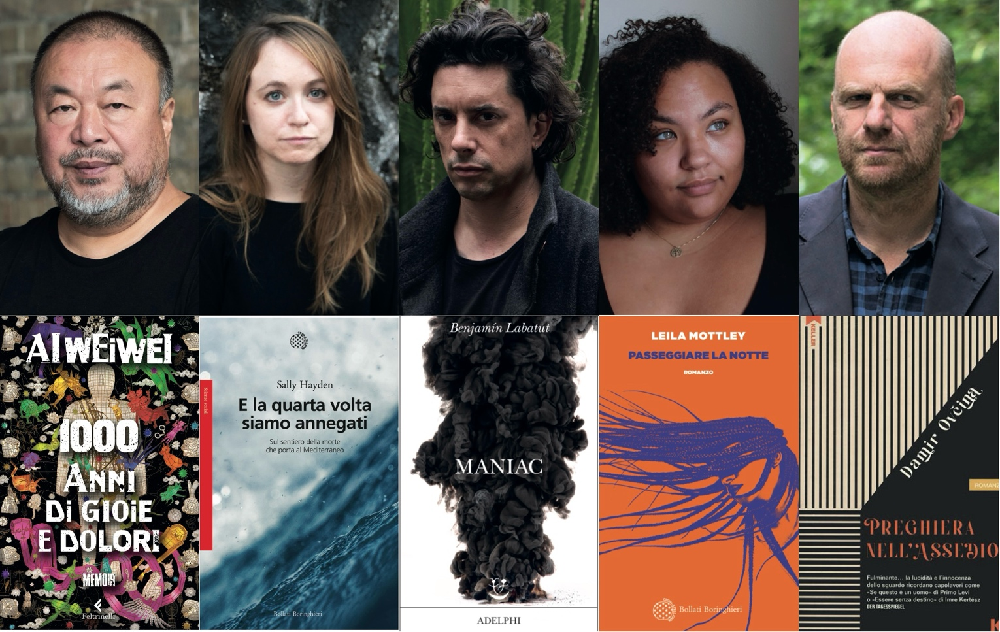 AI WEIWEI
1000
ANNI
Di GIOiE
E DOLORI
MEMOIR
Feltrinelli
Scienze sociali
Sally Hayden
E la quarta volta
siamo annegati
Sul sentiero della morte
che porta al Mediterraneo
Bollati Boringhieri
Benjamín Labatut
MANIAC
ADELPHI
LEILA MOTTLEY
PASSEGGIARE LA NOTTE
ROMANZO
Bollati Boringhieri
KELLER
Damir Ovčina
ROMANZ
PREGHIERA
NELL'ASSEDIO
Fulminante… la lucidità e l'innocenza
dello sguardo ricordano capolavori come
«Se questo è un uomo» di Primo Levi
o «Essere senza destino» di Imre Kertész
DER TAGESSPIEGEL
K